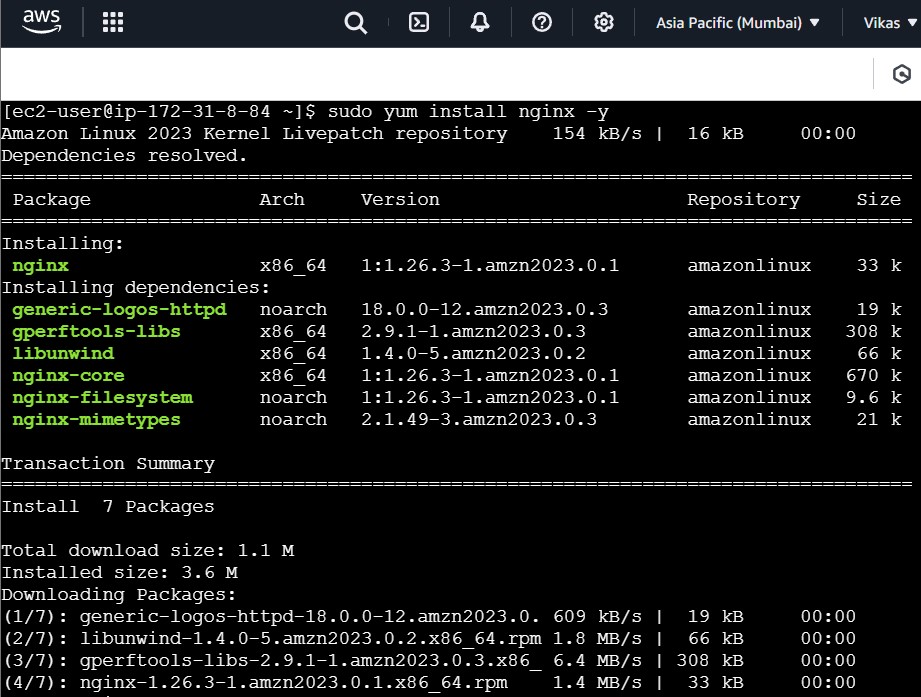 aws
Asia Pacific (Mumbai) ▼
Vikas ▼
[ec2-user@ip-172-31-8-84 ~]$ sudo yum install nginx -y
Amazon Linux 2023 Kernel Livepatch repository    154 kB/s |  16 kB     00:00
Dependencies resolved.
================================================================================
 Package               Arch     Version                      Repository     Size
================================================================================
Installing:
 nginx                 x86_64   1:1.26.3-1.amzn2023.0.1      amazonlinux    33 k
Installing dependencies:
 generic-logos-httpd   noarch   18.0.0-12.amzn2023.0.3       amazonlinux    19 k
 gperftools-libs       x86_64   2.9.1-1.amzn2023.0.3         amazonlinux   308 k
 libunwind             x86_64   1.4.0-5.amzn2023.0.2         amazonlinux    66 k
 nginx-core            x86_64   1:1.26.3-1.amzn2023.0.1      amazonlinux   670 k
 nginx-filesystem      noarch   1:1.26.3-1.amzn2023.0.1      amazonlinux   9.6 k
 nginx-mimetypes       noarch   2.1.49-3.amzn2023.0.3        amazonlinux    21 k
Transaction Summary
================================================================================
Install  7 Packages
Total download size: 1.1 M
Installed size: 3.6 M
Downloading Packages:
(1/7): generic-logos-httpd-18.0.0-12.amzn2023.0. 609 kB/s |  19 kB     00:00
(2/7): libunwind-1.4.0-5.amzn2023.0.2.x86_64.rpm 1.8 MB/s |  66 kB     00:00
(3/7): gperftools-libs-2.9.1-1.amzn2023.0.3.x86_ 6.4 MB/s | 308 kB     00:00
(4/7): nginx-1.26.3-1.amzn2023.0.1.x86_64.rpm    1.4 MB/s |  33 kB     00:00